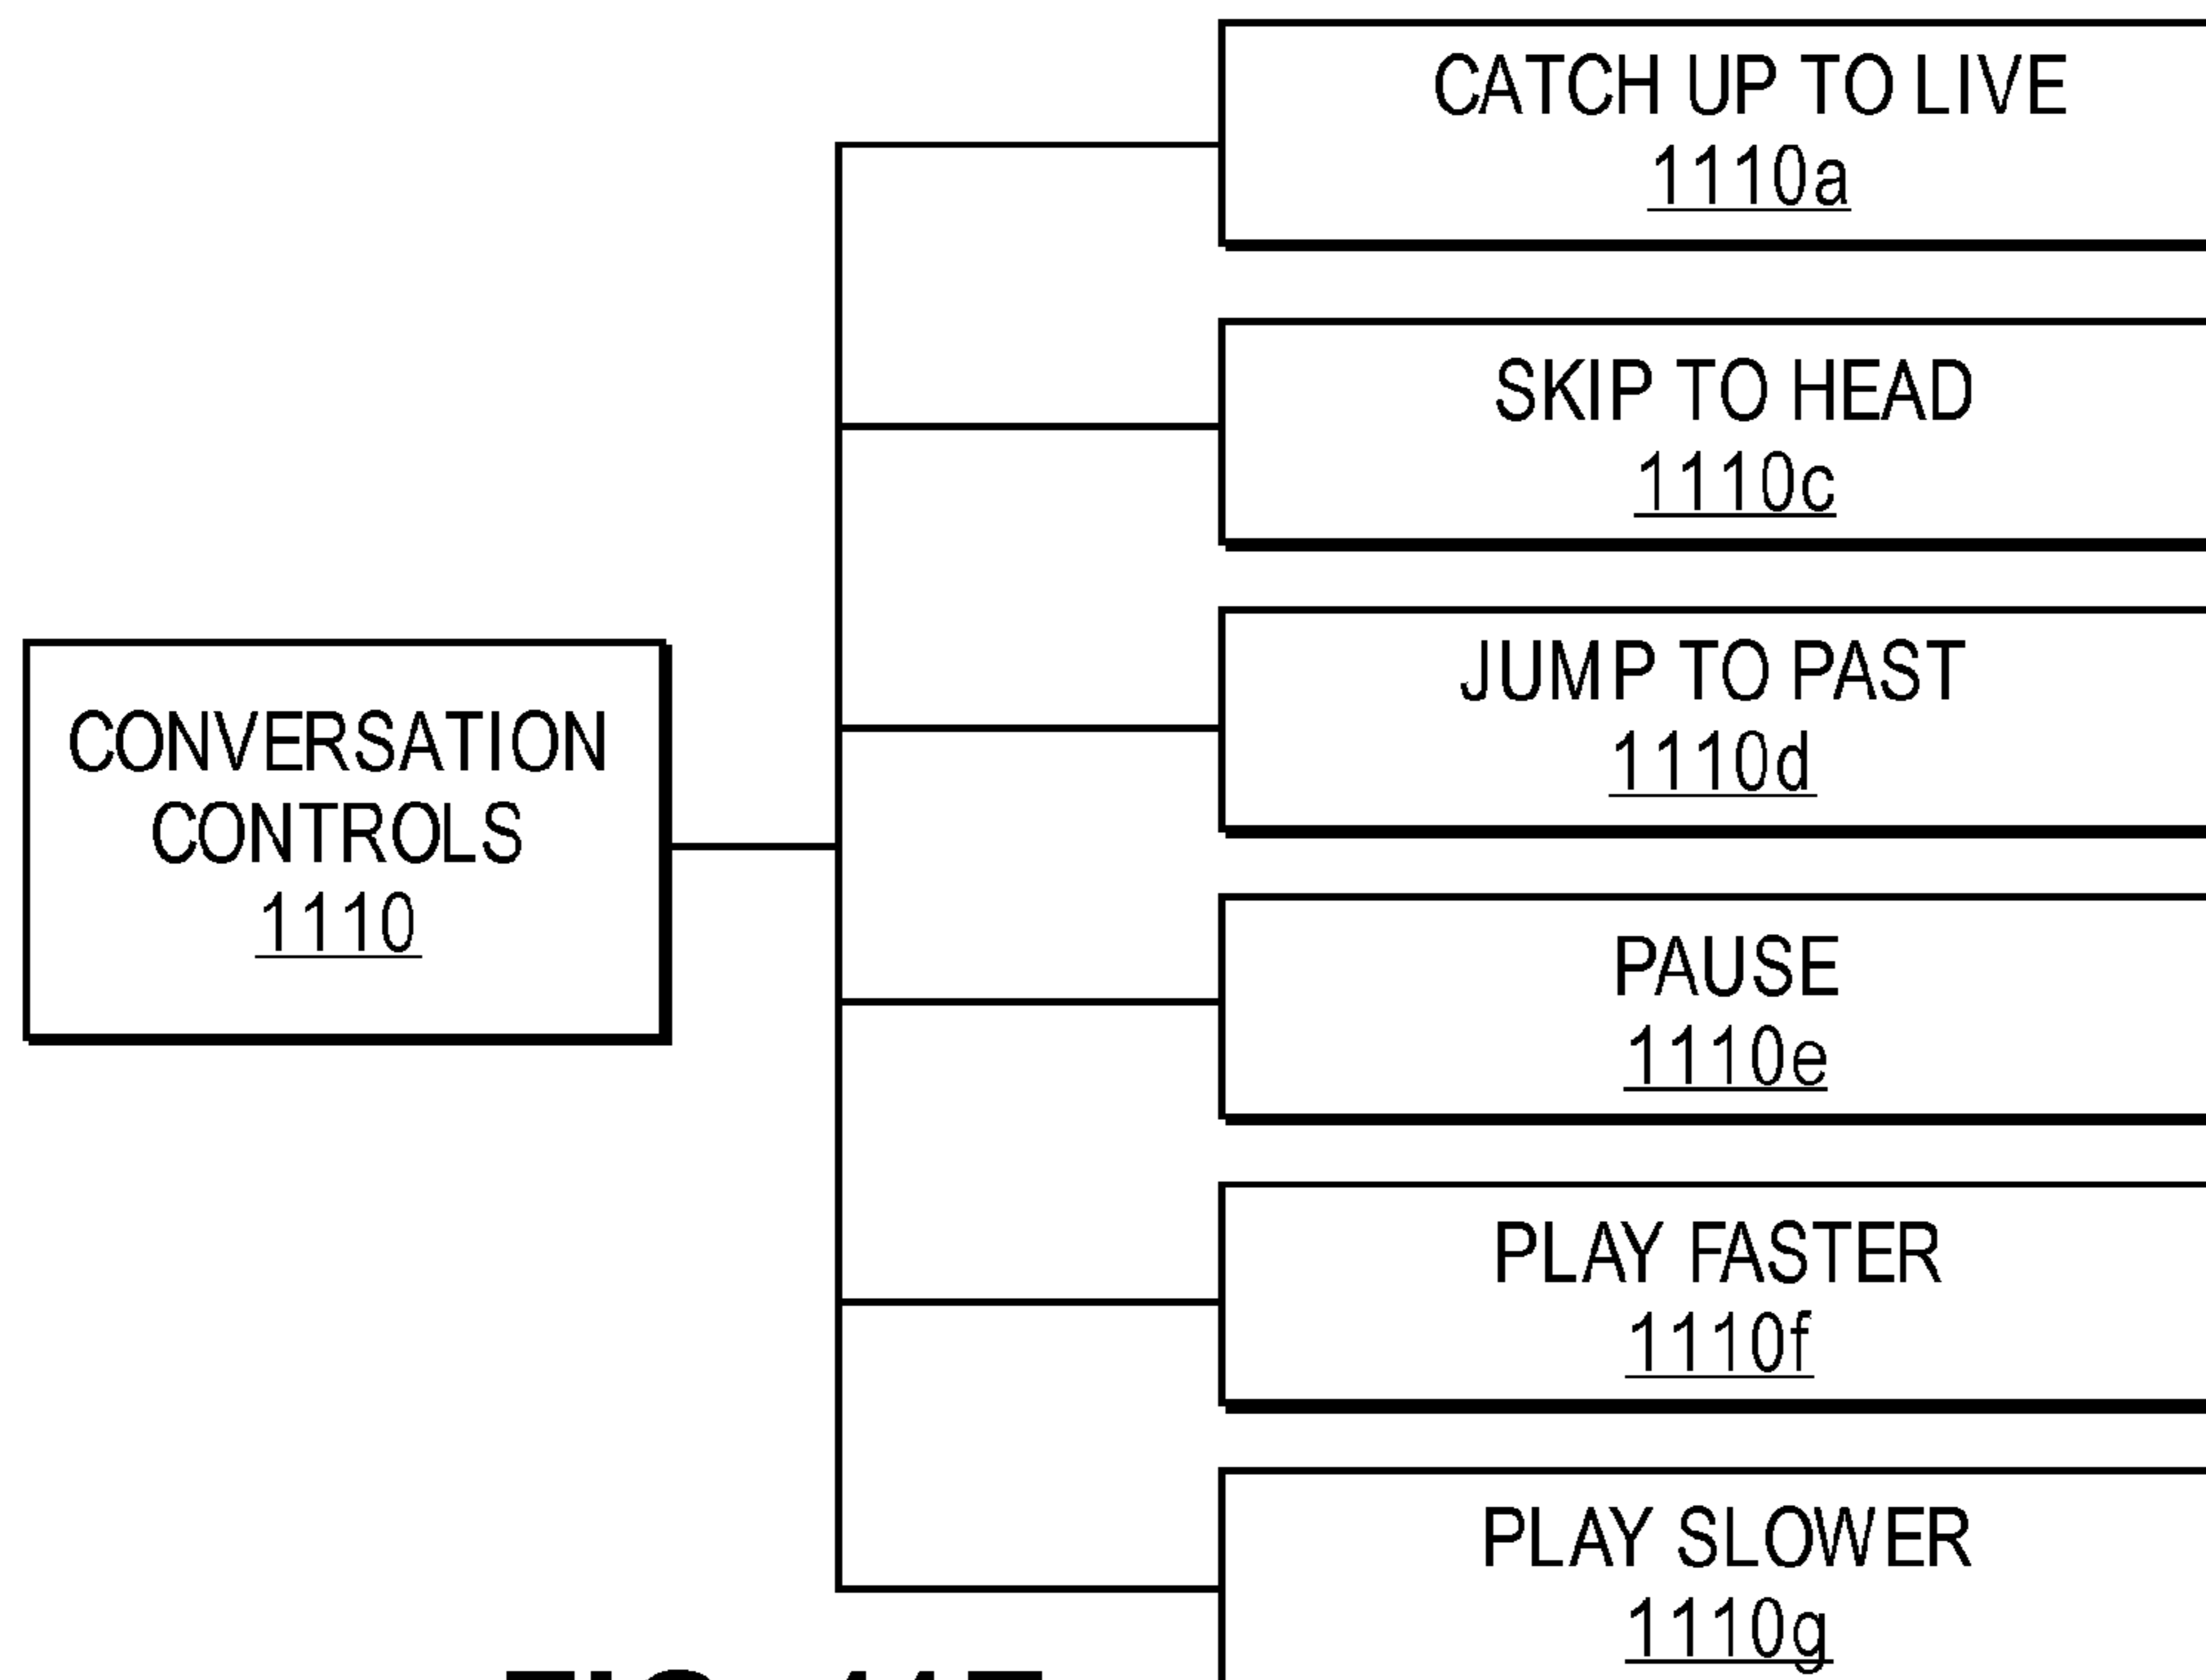 CATCH UP TO LIVE
1110a
SKIP TO HEAD
1110c
JUMP TO PAST
1110d
CONVERSATION
CONTROLS
1110
PAUSE
1110e
PLAY FASTER
1110f
PLAY SLOWER
1110g